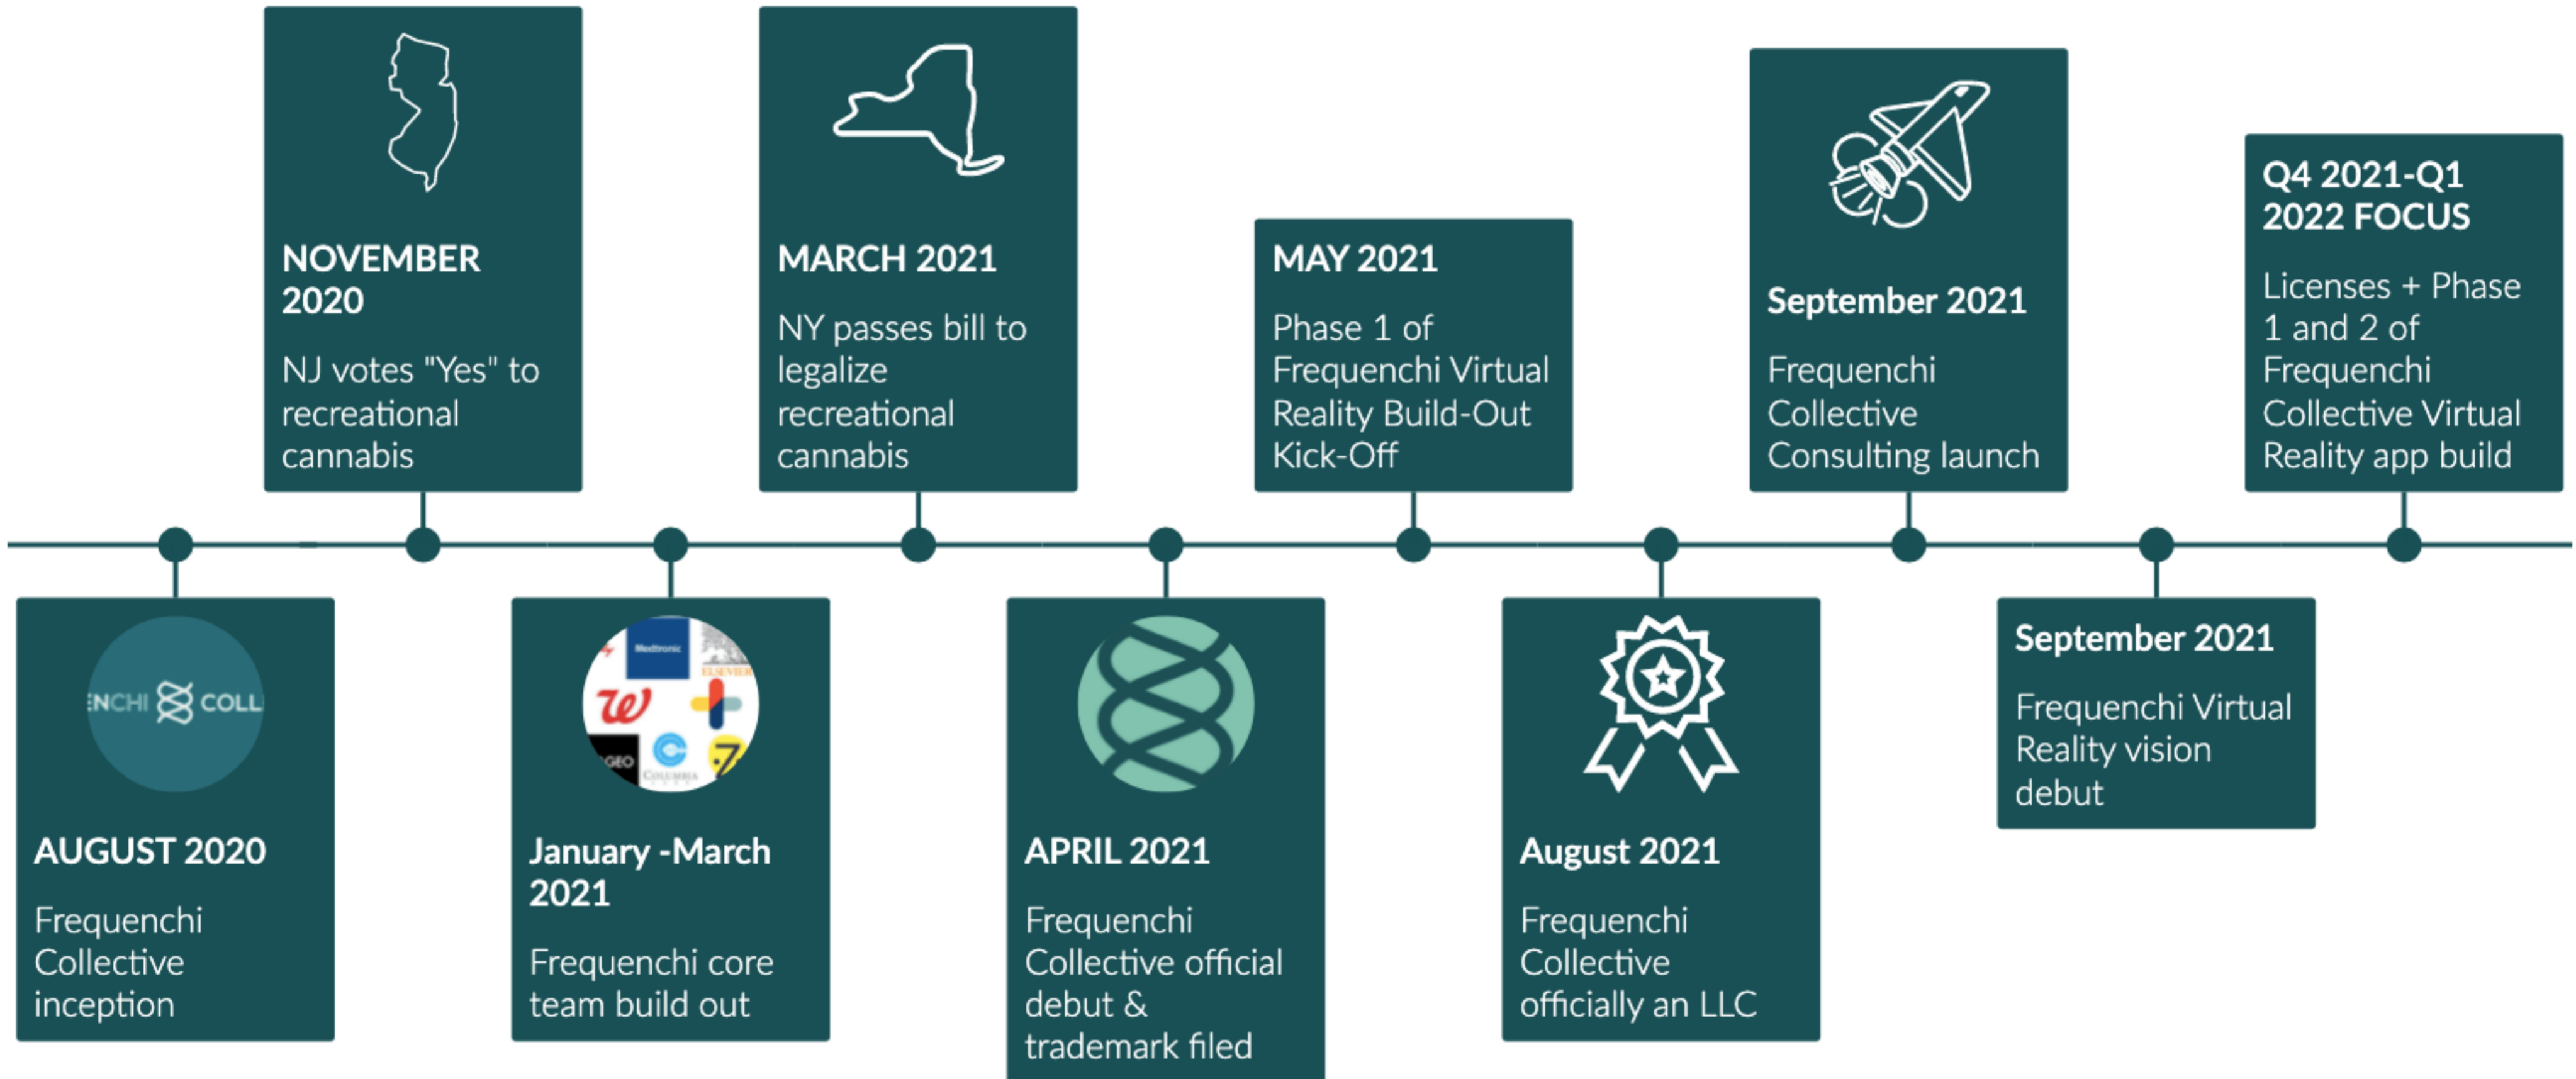 AUGUST 2020
Frequenchi
Collective
inception
NOVEMBER
2020
NJ votes "Yes" to
recreational
cannabis
Medtronic
ELSEVIER
COLUMBIA
January -March
2021
Frequenchi core
team build out
MARCH 2021
NY passes bill to
legalize
recreational
cannabis
APRIL 2021
Frequenchi
Collective official
debut &
trademark filed
MAY 2021
Phase 1 of
Frequenchi Virtual
Reality Build-Out
Kick-Off
August 2021
Frequenchi
Collective
officially an LLC
September 2021
Frequenchi
Collective
Consulting launch
September 2021
Frequenchi Virtual
Reality vision
debut
Q4 2021-Q1
2022 FOCUS
Licenses + Phase
1 and 2 of
Frequenchi
Collective Virtual
Reality app build